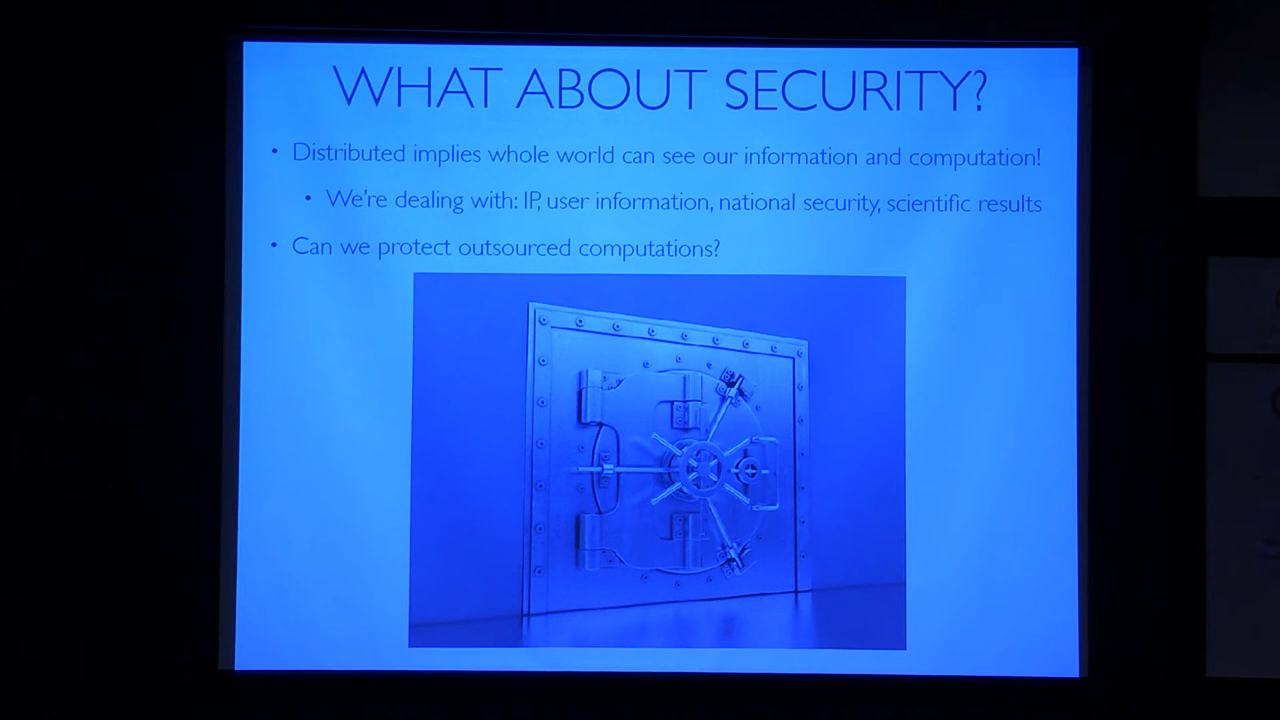 WHAT ABOUT SECURITY?
• Distributed implies whole world can see our information and computation!
• We're dealing with: IP, user information, national security, scientific results
• Can we protect outsourced computations?